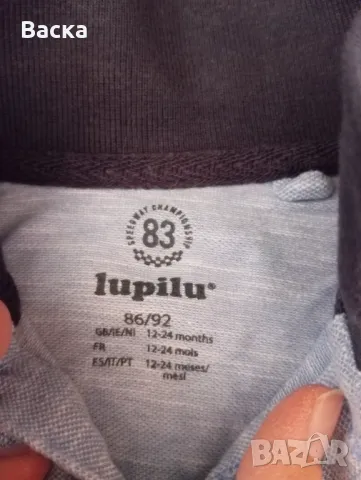 Васка
SPEEDWAY CHAMPIONSHIP
83
lupilu®
86/92
GB/IE/NI 12-24 months
FR 12-24 mois
ES/IT/PT 12-24 meses/
mesi
BAZAR